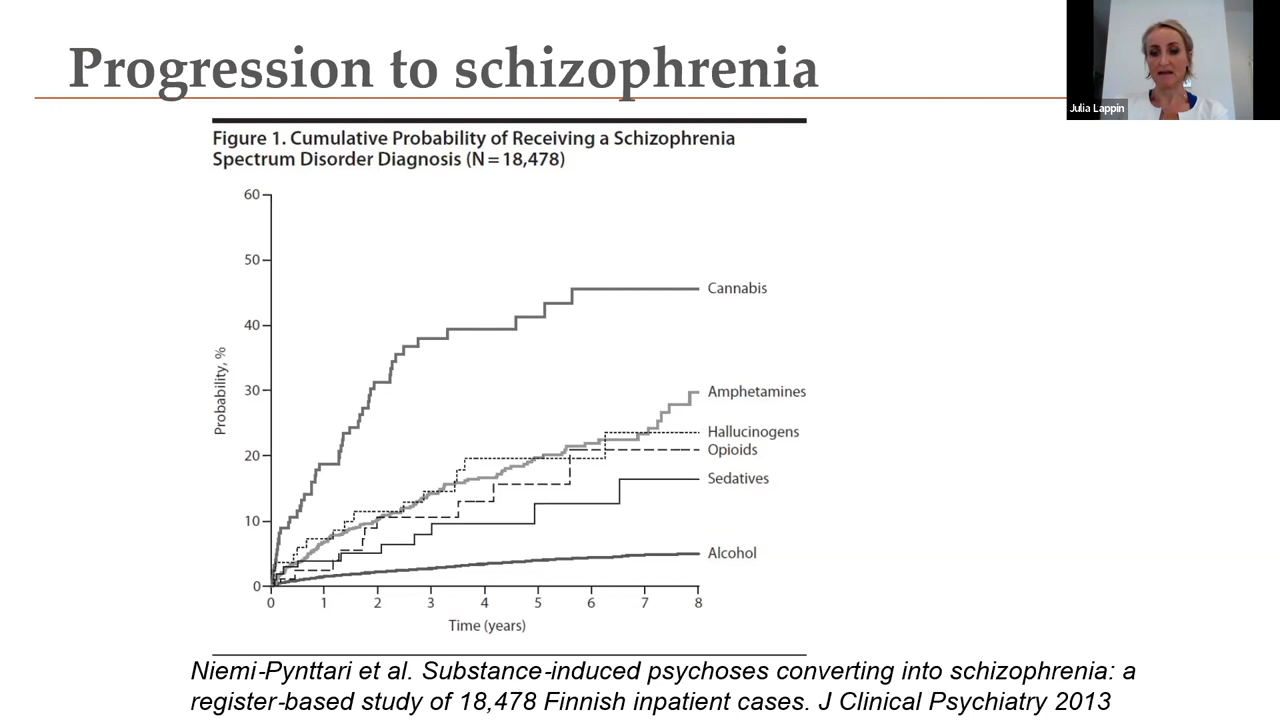 Progression to schizophrenia
Julia Lappin
Figure 1. Cumulative Probability of Receiving a Schizophrenia
Spectrum Disorder Diagnosis (N = 18,478)
60
50
40
30
20
10
0
Probability, %
Cannabis
Amphetamines
Hallucinogens
Opioids
Sedatives
Alcohol
0 1 2 3 4 5 6 7 8
Time (years)
Niemi-Pynttari et al. Substance-induced psychoses converting into schizophrenia: a
register-based study of 18,478 Finnish inpatient cases. J Clinical Psychiatry 2013